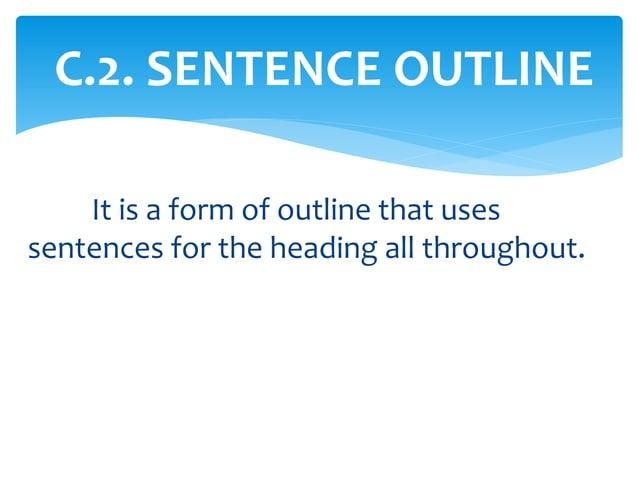 C.2. SENTENCE OUTLINE
It is a form of outline that uses
sentences for the heading all throughout.